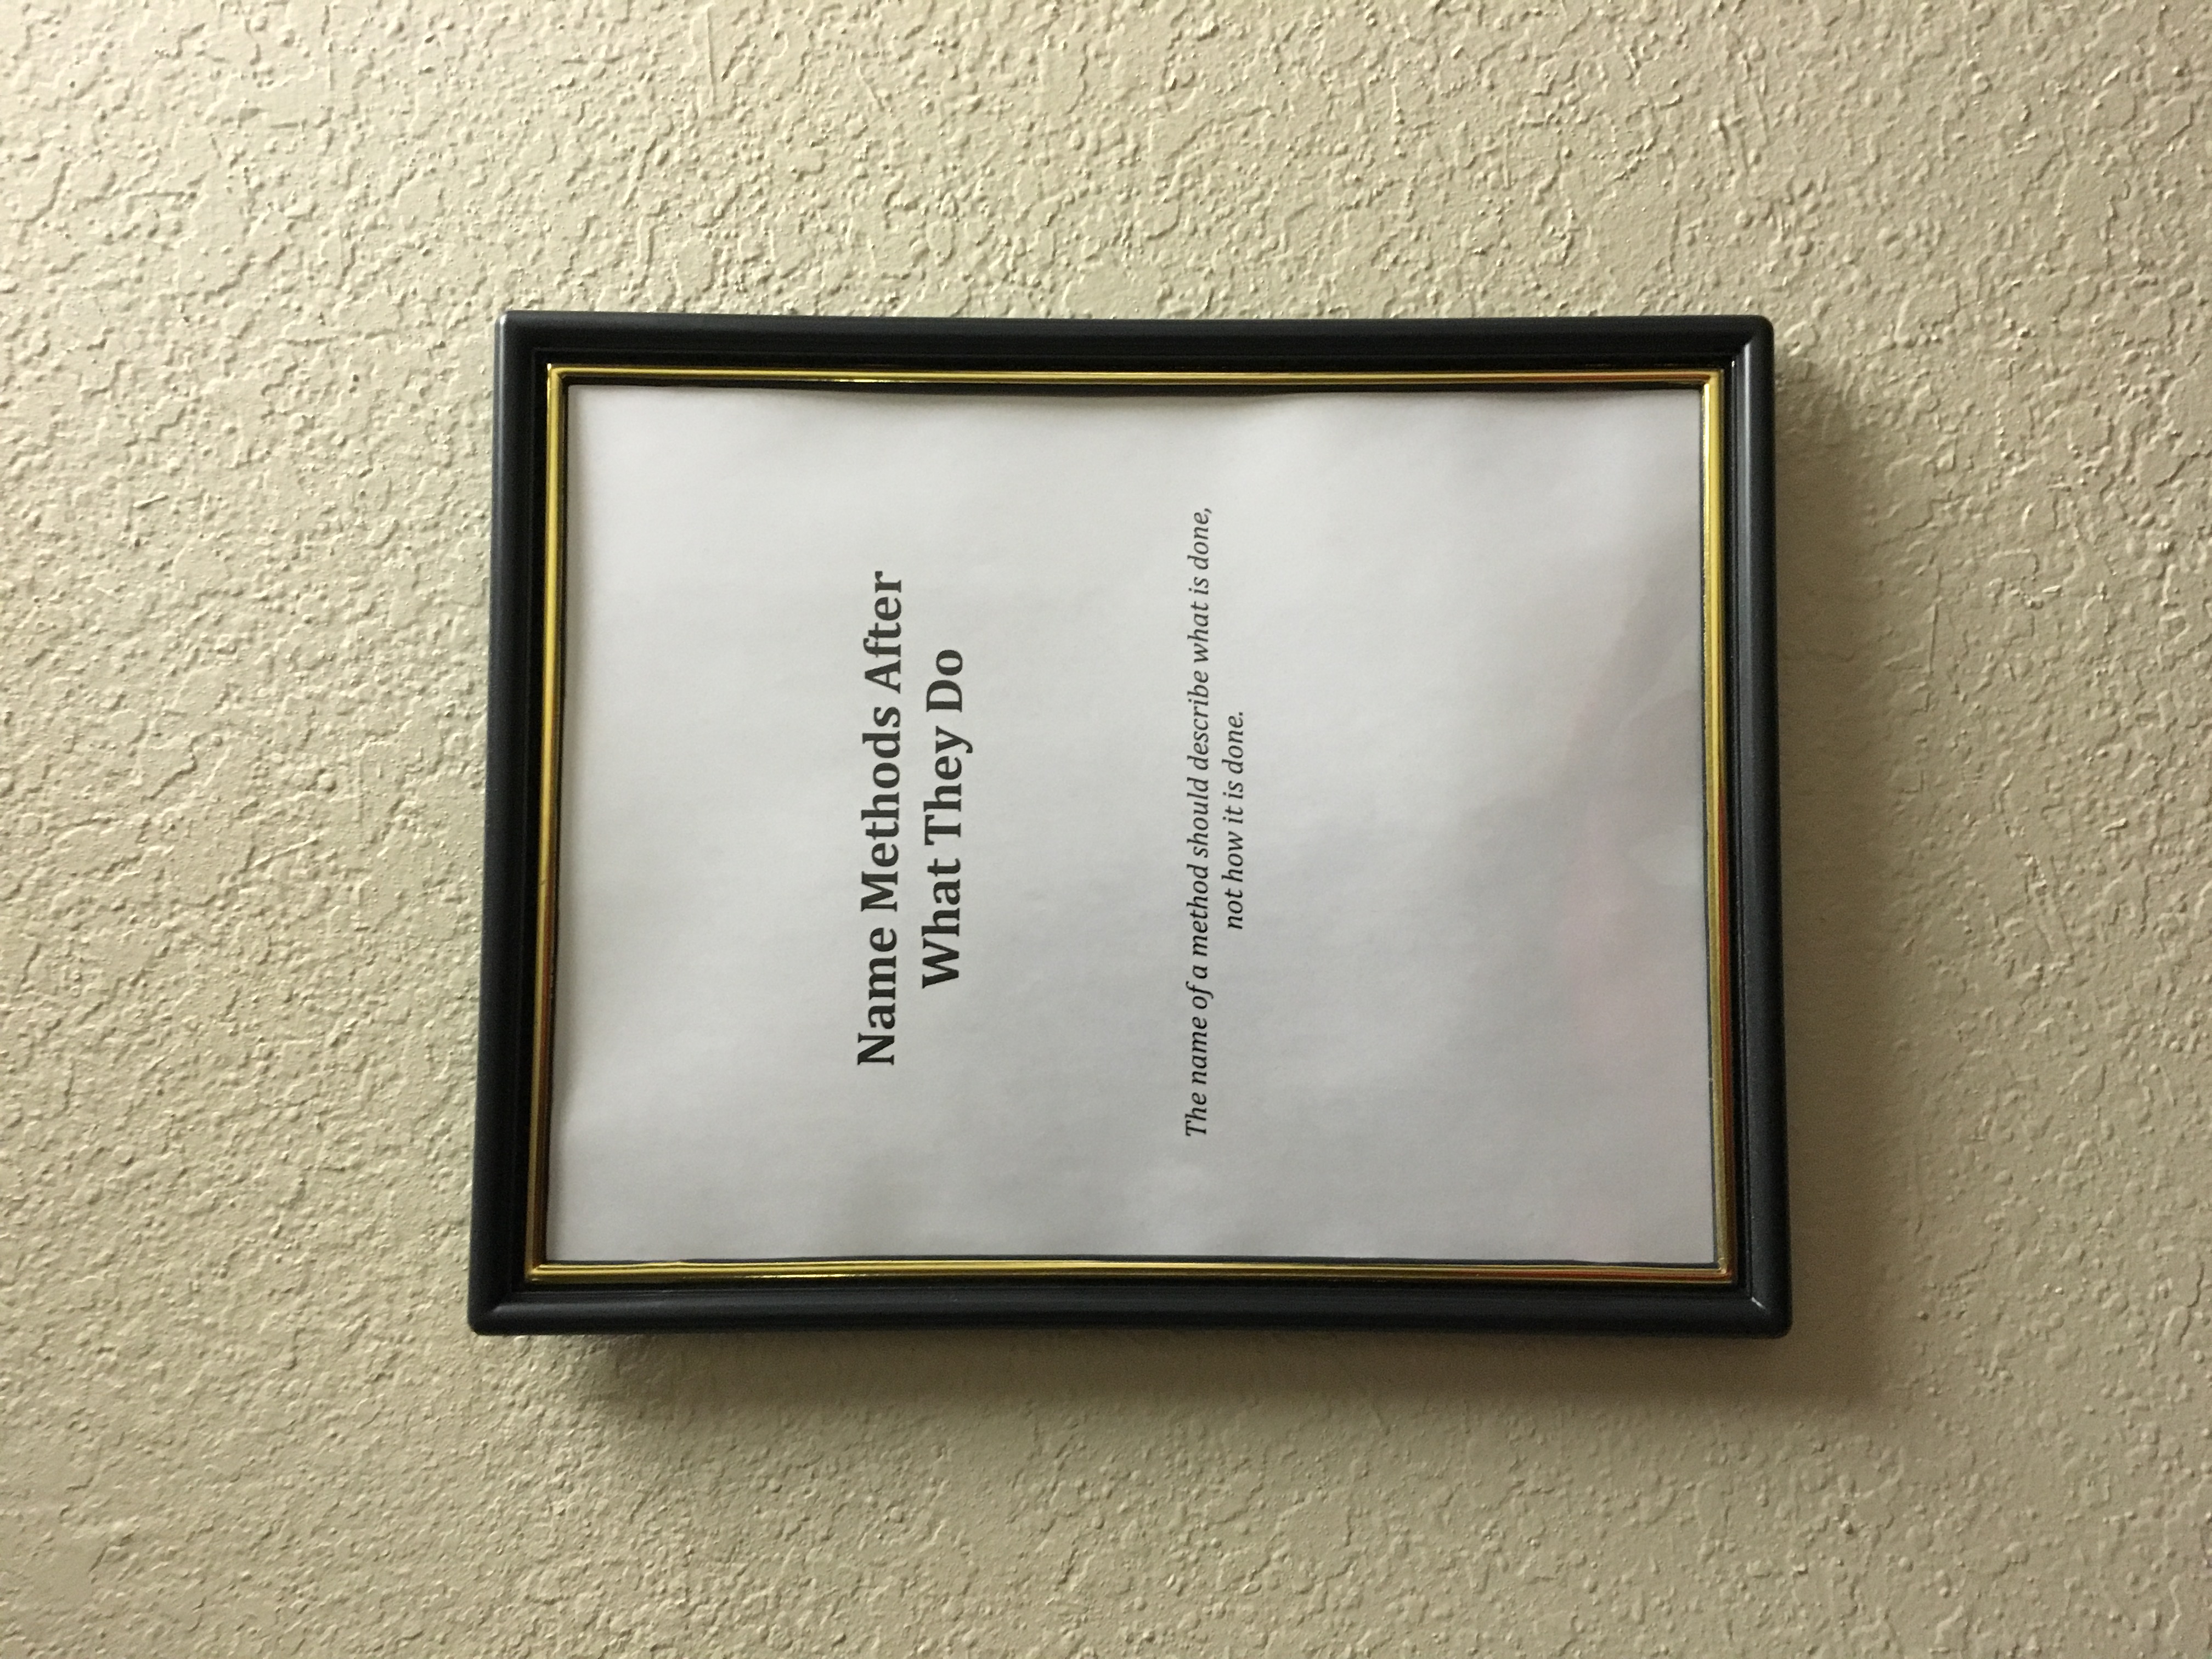 Name Methods After
What They Do
The name of a method should describe what is done,
not how it is done.